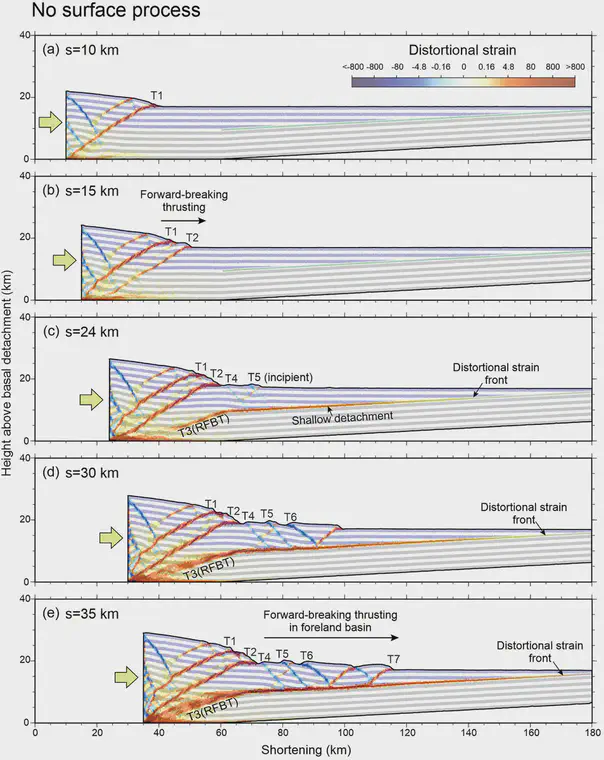 No surface process
(a) s=10 km
Distortional strain
<-800 -800 -60 -4.8 -0.16 0 0.16 4.8 80 800 >800
T1
40
20
0
(b) s=15 km
Forward-breaking
thrusting
T1 T2
40
20
0
(c) s=24 km
T1 T2 T4 T5 (incipient)
Distortional strain
front
Shallow detachment
T3(RFBT)
40
20
0
Height above basal detachment (km)
(d) s=30 km
T1 T2 T4 T5 T6
Distortional strain
front
T3(RFBT)
40
20
0
(e) s=35 km
Forward-breaking thrusting
in foreland basin
T1 T2 T4 T5 T6 T7
Distortional strain
front
T3(RFBT)
40
20
0
0 20 40 60 80 100 120 140 160 180
Shortening (km)